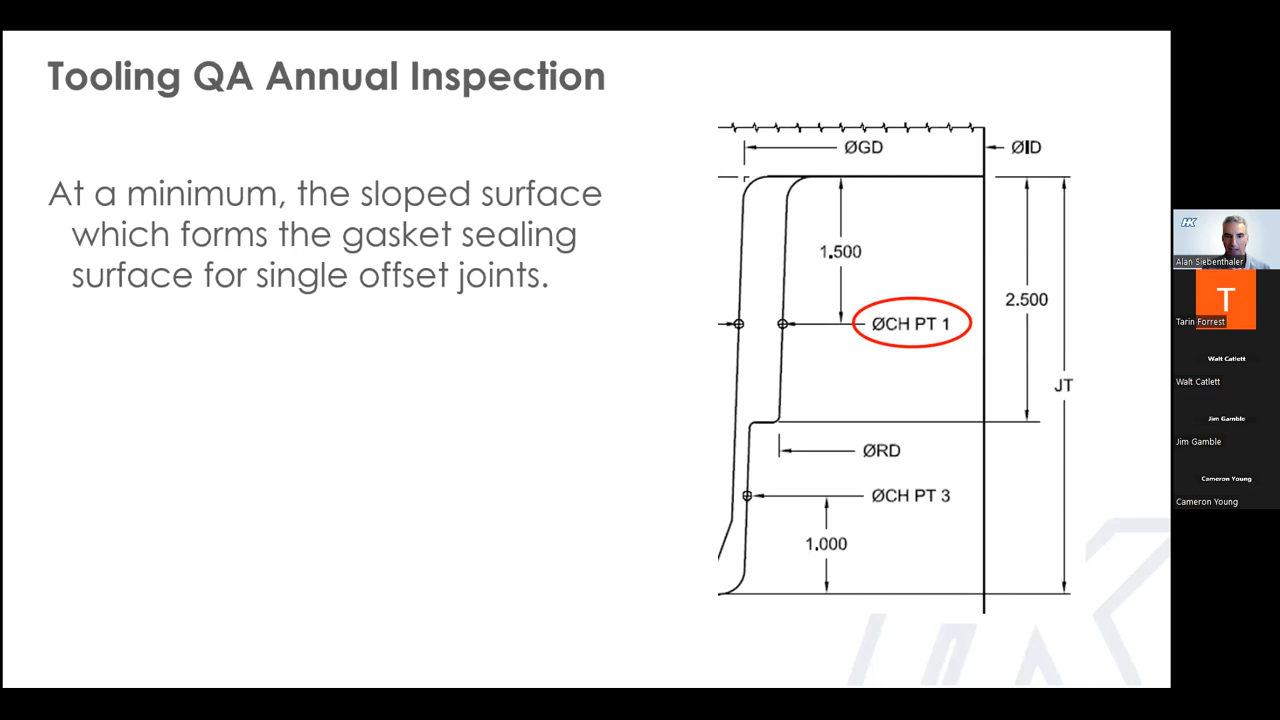 Tooling QA Annual Inspection
At a minimum, the sloped surface
which forms the gasket sealing
surface for single offset joints.
ØGD
ØID
1.500
2.500
ØCH PT 1
JT
ØRD
ØCH PT 3
1.000
HK
Alan Siebenthaler
T
Tarin Forrest
Walt Catlett
Walt Catlett
Jim Gamble
Jim Gamble
Cameron Young
Cameron Young